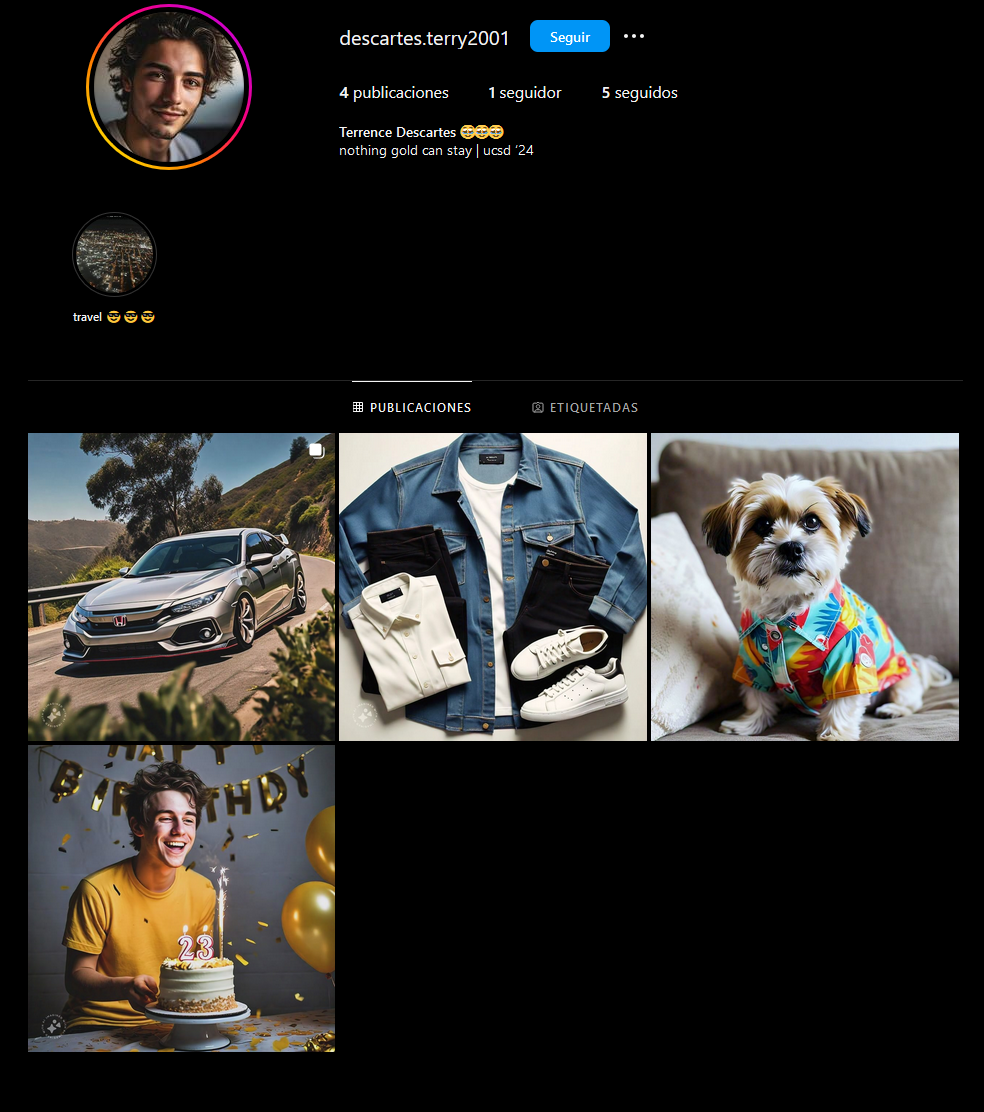 descartes.terry2001 Seguir
4 publicaciones 1 seguidor 5 seguidos
Terrence Descartes 😎😎😎
nothing gold can stay | ucsd ’24
travel 😎 😎 😎
PUBLICACIONES ETIQUETADAS
HAPPY
BIRTHDY
23